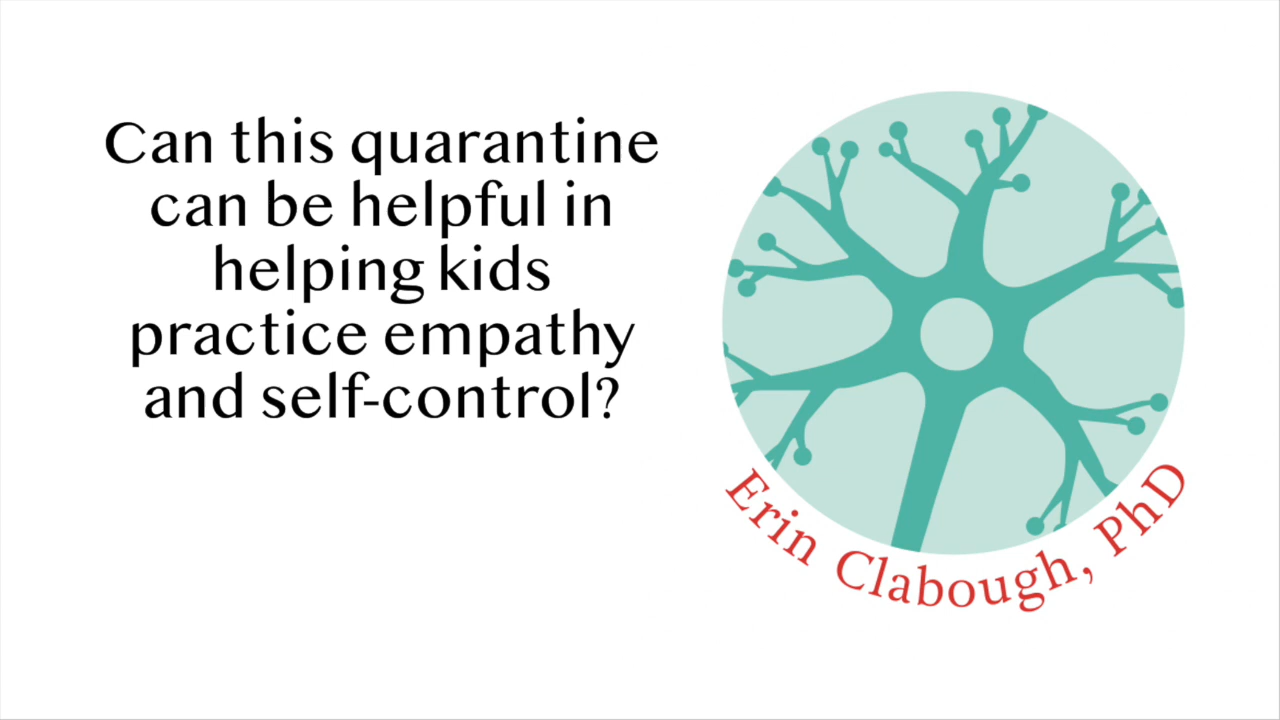 Can this quarantine
can be helpful in
helping kids
practice empathy
and self-control?
Erin Clabough, PhD